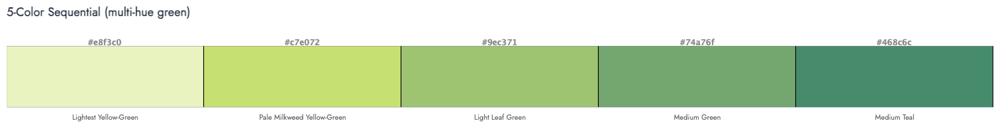 5-Color Sequential (multi-hue green)
#e8f3c0 #c7e072 #9ec371 #74a76f #468c6c
Lightest Yellow-Green Pale Milkweed Yellow-Green Light Leaf Green Medium Green Medium Teal